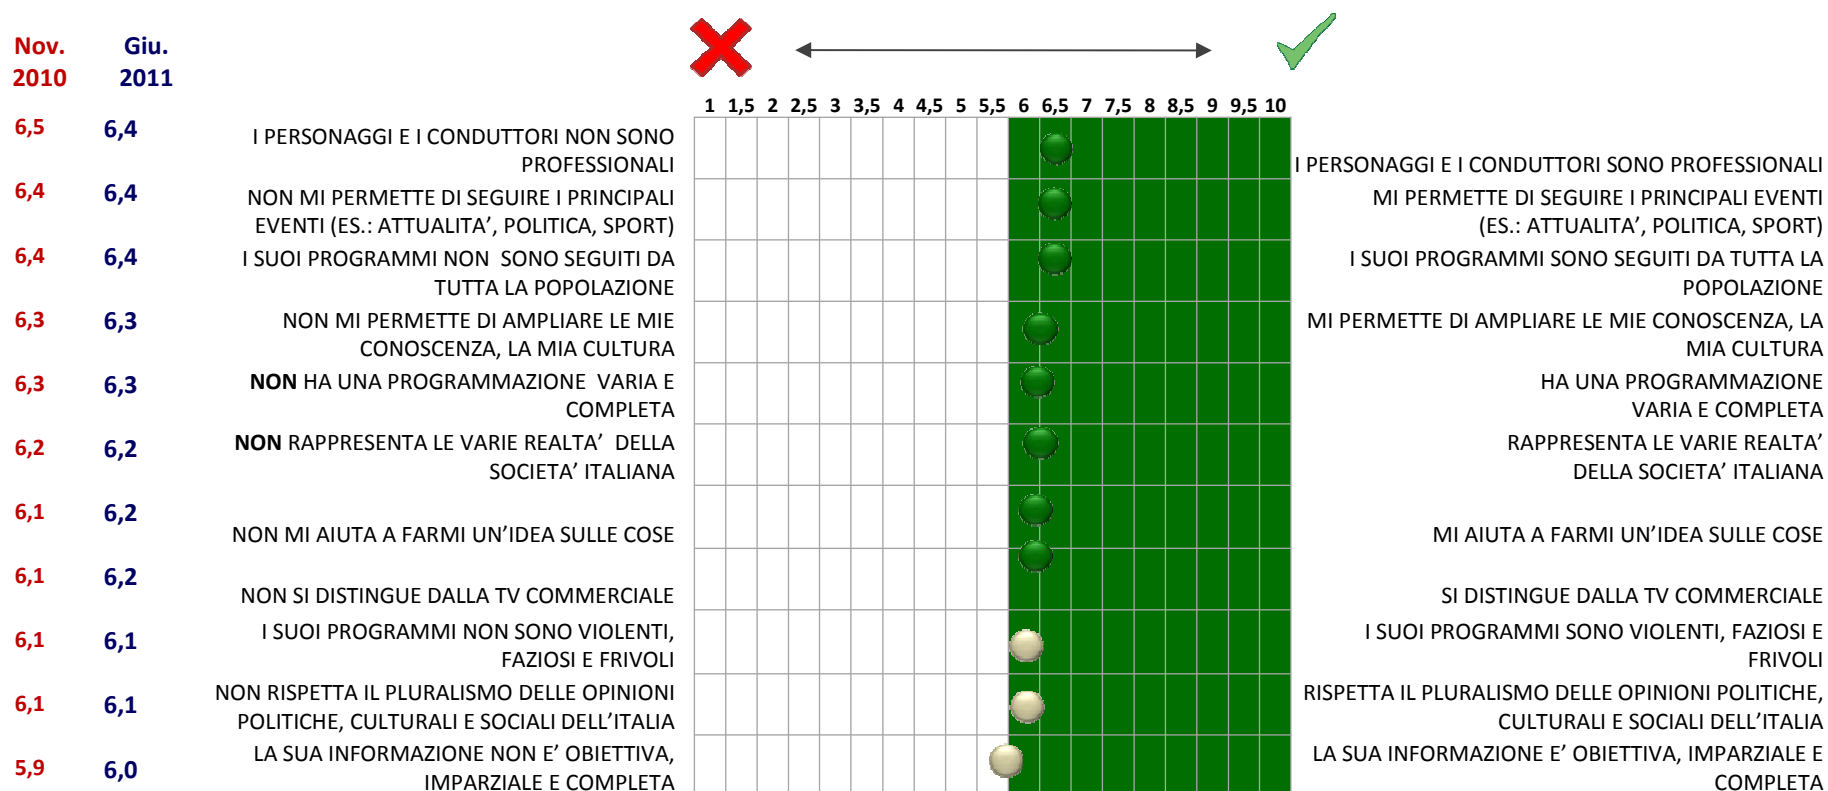 Nov. Giu.
2010 2011
1 1,5 2 2,5 3 3,5 4 4,5 5 5,5 6 6,5 7 7,5 8 8,5 9 9,5 10
6,5 6,4 I PERSONAGGI E I CONDUTTORI NON SONO
PROFESSIONALI I PERSONAGGI E I CONDUTTORI SONO PROFESSIONALI
6,4 6,4 NON MI PERMETTE DI SEGUIRE I PRINCIPALI MI PERMETTE DI SEGUIRE I PRINCIPALI EVENTI
EVENTI (ES.: ATTUALITA’, POLITICA, SPORT) (ES.: ATTUALITA’, POLITICA, SPORT)
6,4 6,4 I SUOI PROGRAMMI NON SONO SEGUITI DA I SUOI PROGRAMMI SONO SEGUITI DA TUTTA LA
TUTTA LA POPOLAZIONE POPOLAZIONE
6,3 6,3 NON MI PERMETTE DI AMPLIARE LE MIE MI PERMETTE DI AMPLIARE LE MIE CONOSCENZA, LA
CONOSCENZA, LA MIA CULTURA MIA CULTURA
6,3 6,3 NON HA UNA PROGRAMMAZIONE VARIA E HA UNA PROGRAMMAZIONE
COMPLETA VARIA E COMPLETA
6,2 6,2 NON RAPPRESENTA LE VARIE REALTA’ DELLA RAPPRESENTA LE VARIE REALTA’
SOCIETA’ ITALIANA DELLA SOCIETA’ ITALIANA
6,1 6,2 NON MI AIUTA A FARMI UN’IDEA SULLE COSE MI AIUTA A FARMI UN’IDEA SULLE COSE
6,1 6,2 NON SI DISTINGUE DALLA TV COMMERCIALE SI DISTINGUE DALLA TV COMMERCIALE
6,1 6,1 I SUOI PROGRAMMI NON SONO VIOLENTI, I SUOI PROGRAMMI SONO VIOLENTI, FAZIOSI E
FAZIOSI E FRIVOLI FRIVOLI
6,1 6,1 NON RISPETTA IL PLURALISMO DELLE OPINIONI RISPETTA IL PLURALISMO DELLE OPINIONI POLITICHE,
POLITICHE, CULTURALI E SOCIALI DELL’ITALIA CULTURALI E SOCIALI DELL’ITALIA
5,9 6,0 LA SUA INFORMAZIONE NON E’ OBIETTIVA, LA SUA INFORMAZIONE E’ OBIETTIVA, IMPARZIALE E
IMPARZIALE E COMPLETA COMPLETA